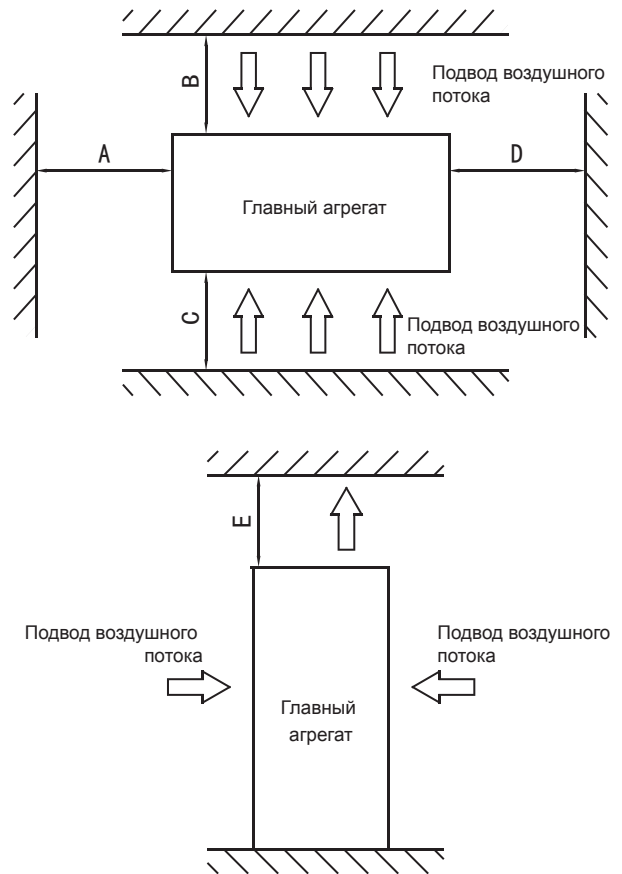 B
Подвод воздушного
потока
A
D
Главный агрегат
C
Подвод воздушного
потока
E
Подвод воздушного
потока
Подвод воздушного
потока
Главный
агрегат